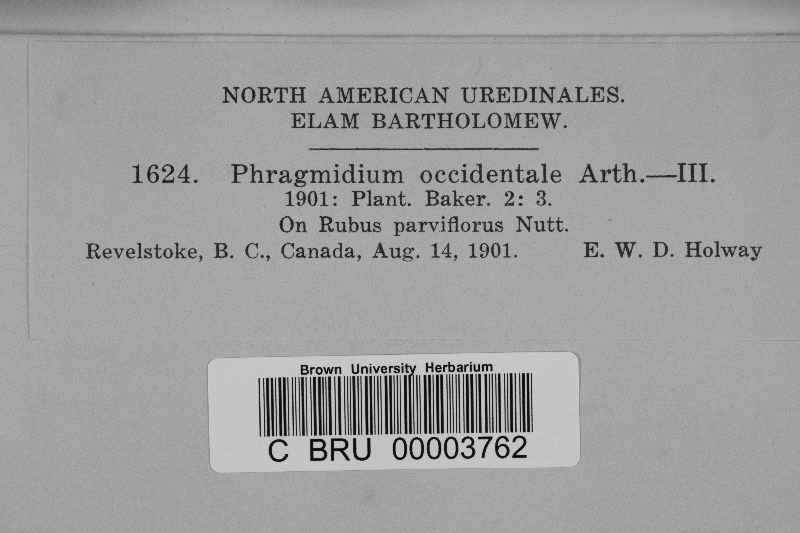 NORTH AMERICAN UREDINALES.
ELAM BARTHOLOMEW.
1624. Phragmidium occidentale Arth.—III.
1901: Plant. Baker. 2: 3.
On Rubus parviflorus Nutt.
Revelstoke, B. C., Canada, Aug. 14, 1901. E. W. D. Holway
Brown University Herbarium
C BRU 00003762